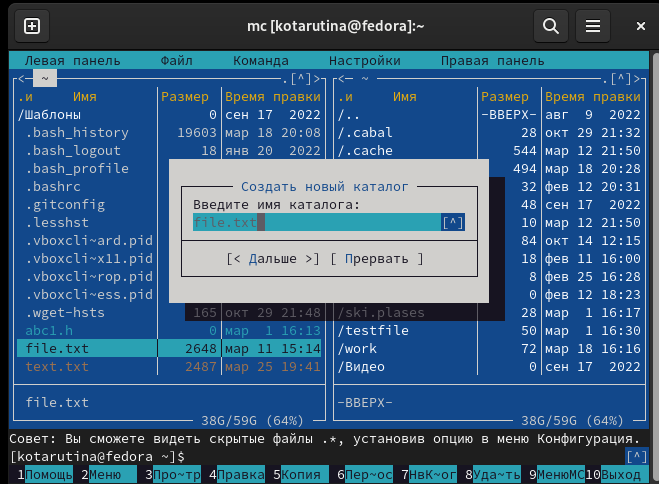 mc [kotarutina@fedora]:~
Левая панель Файл Команда Настройки Правая панель
<─ ~ .[^]> <─ ~ .[^]>
.и Имя Размер Время правки .и Имя Размер Время правки
/Шаблоны 0 сен 17 2022 /.. -ВВЕРХ- авг 9 2022
.bash_history 19603 мар 18 20:08 /.cabal 28 окт 29 21:32
.bash_logout 18 янв 20 2022 /.cache 544 мар 12 21:50
.bash_profile 494 мар 18 20:28
.bashrc 32 фев 12 20:31
.gitconfig 48 сен 17 2022
.lesshst 10 мар 12 21:50
.vboxcli~ard.pid 84 окт 14 12:15
.vboxcli~x11.pid 18 фев 11 16:00
.vboxcli~rop.pid 8 фев 25 16:28
.vboxcli~ess.pid 0 фев 12 18:23
.wget-hsts 165 окт 29 21:48 /ski.plases 28 мар 1 16:17
abc1.h 0 мар 1 16:13 /testfile 50 мар 1 16:30
file.txt 2648 мар 11 15:14 /work 72 мар 18 16:16
text.txt 2487 мар 25 19:41 /Видео 0 сен 17 2022
Создать новый каталог
Введите имя каталога:
file.txt [^]
[< Дальше >] [ Прервать ]
file.txt -ВВЕРХ-
38G/59G (64%) 38G/59G (64%)
Совет: Вы сможете видеть скрытые файлы .*, установив опцию в меню Конфигурация.
[kotarutina@fedora ~]$ [^]
1Помощь 2Меню 3Про~тр 4Правка 5Копия 6Пер~ос 7НвК~ог 8Уда~ть 9МенюMC 10Выход